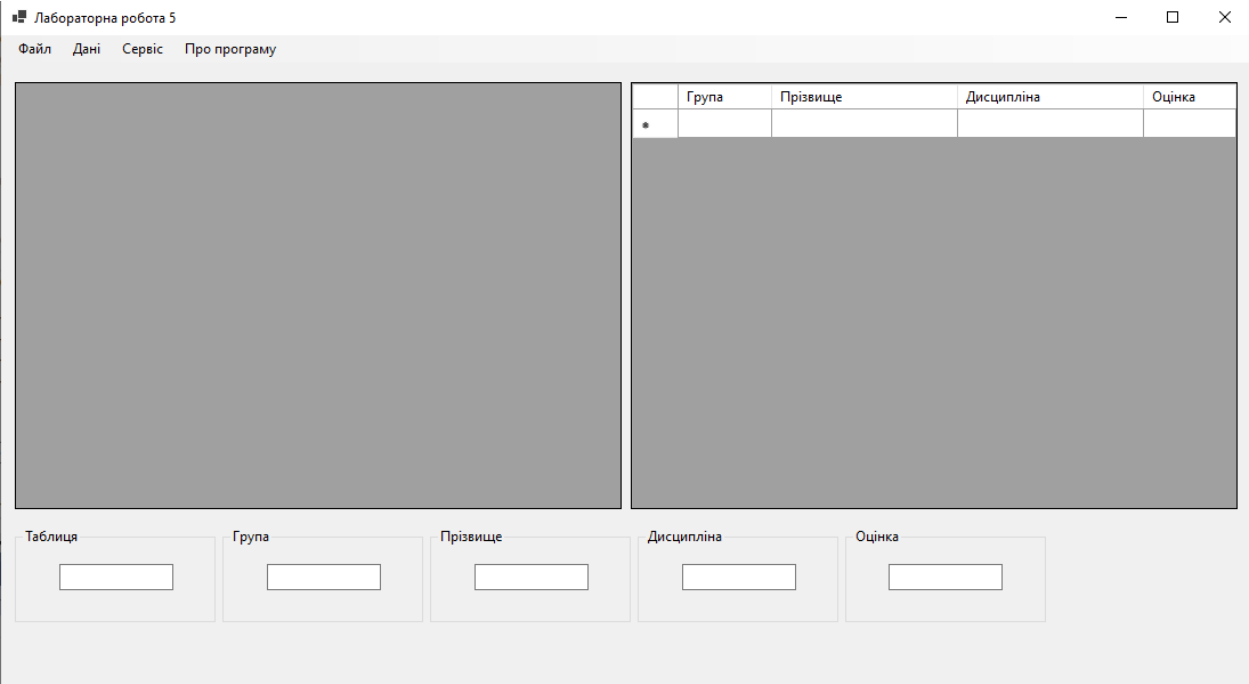 Лабораторна робота 5
Файл Дані Сервіс Про програму
Група Прізвище Дисципліна Оцінка
Таблиця Група Прізвище Дисципліна Оцінка